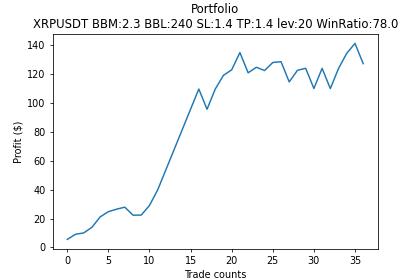 Portfolio
XRPUSDT BBM:2.3 BBL:240 SL:1.4 TP:1.4 lev:20 WinRatio:78.0
140
120
100
80
60
40
20
0
Profit ($)
0 5 10 15 20 25 30 35
Trade counts